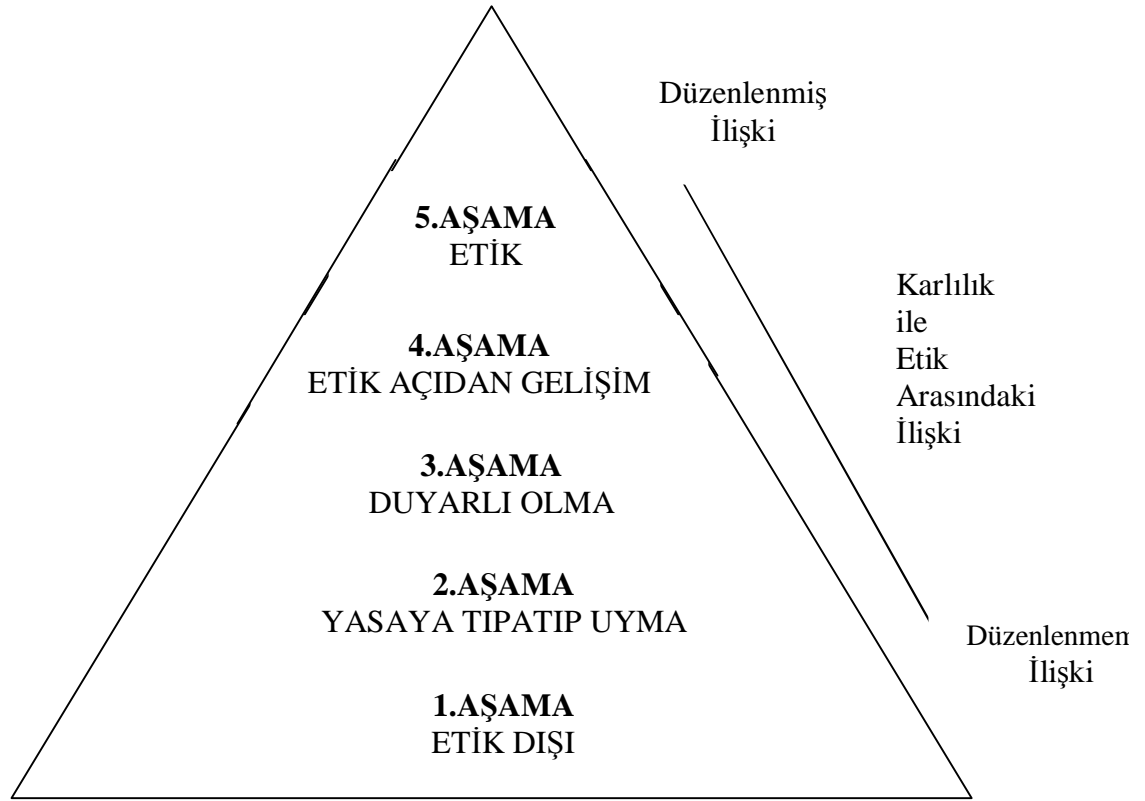 Düzenlenmiş
İlişki
5.AŞAMA
ETİK
Karlılık
ile
Etik
Arasındaki
İlişki
4.AŞAMA
ETİK AÇIDAN GELİŞİM
3.AŞAMA
DUYARLI OLMA
2.AŞAMA
YASAYA TIPATIP UYMA
İlişki
1.AŞAMA
ETİK DIŞI